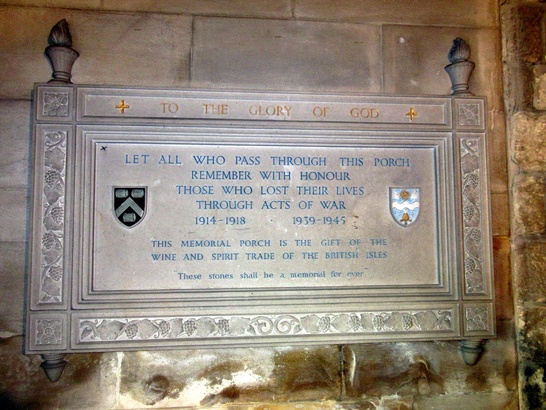 TO THE GLORY OF GOD
LET ALL WHO PASS THROUGH THIS PORCH
REMEMBER WITH HONOUR
THOSE WHO LOST THEIR LIVES
THROUGH ACTS OF WAR
1914-1918 · 1939-1945
THIS MEMORIAL PORCH IS THE GIFT OF THE
WINE AND SPIRIT TRADE OF THE BRITISH ISLES
These stones shall be a memorial for ever